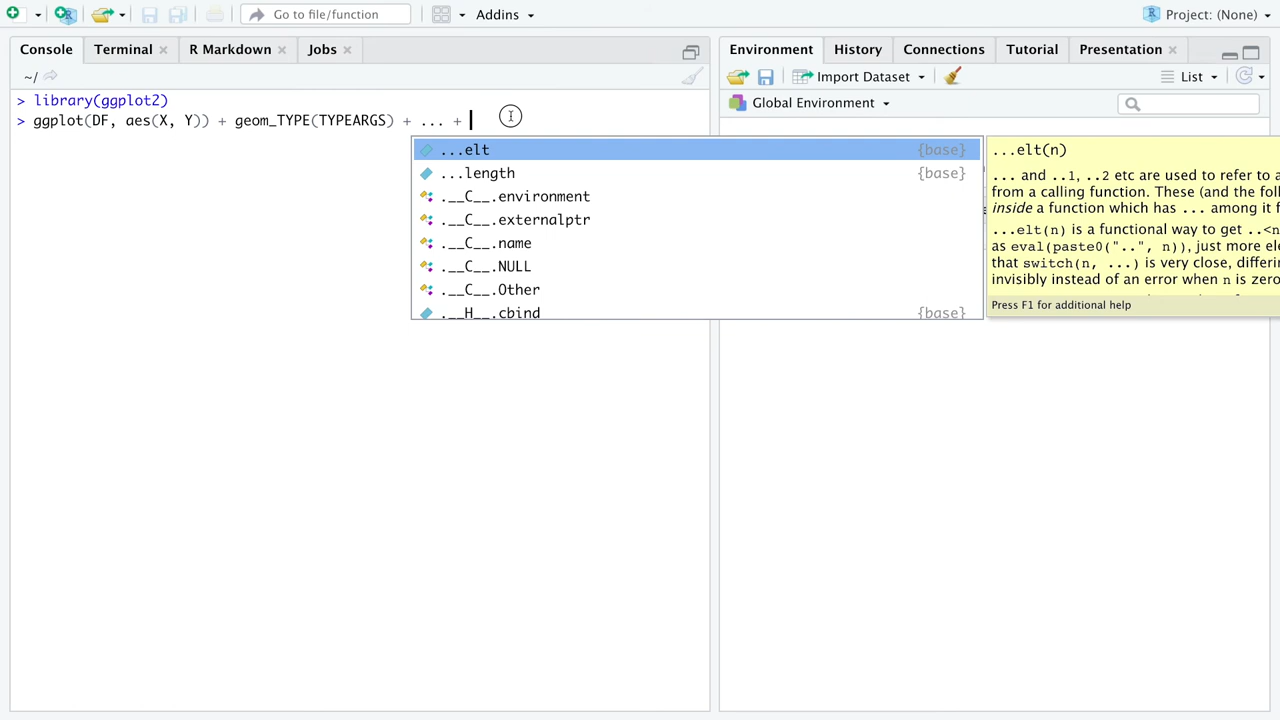 Go to file/function
Addins
Project: (None)
Console
Terminal
R Markdown
Jobs
~/
> library(ggplot2)
> ggplot(DF, aes(X, Y)) + geom_TYPE(TYPEARGS) + ... +
...elt {base}
...length {base}
.__C__.environment
.__C__.externalptr
.__C__.name
.__C__.NULL
.__C__.Other
.__H__.cbind {base}
Environment
History
Connections
Tutorial
Presentation
Import Dataset
List
Global Environment
...elt(n)
... and ..1, ..2 etc are used to refer to a
from a calling function. These (and the foll
inside a function which has ... among it f
...elt(n) is a functional way to get ..<n
as eval(paste0("..", n)), just more ele
that switch(n, ...) is very close, differin
invisibly instead of an error when n is zero
Press F1 for additional help